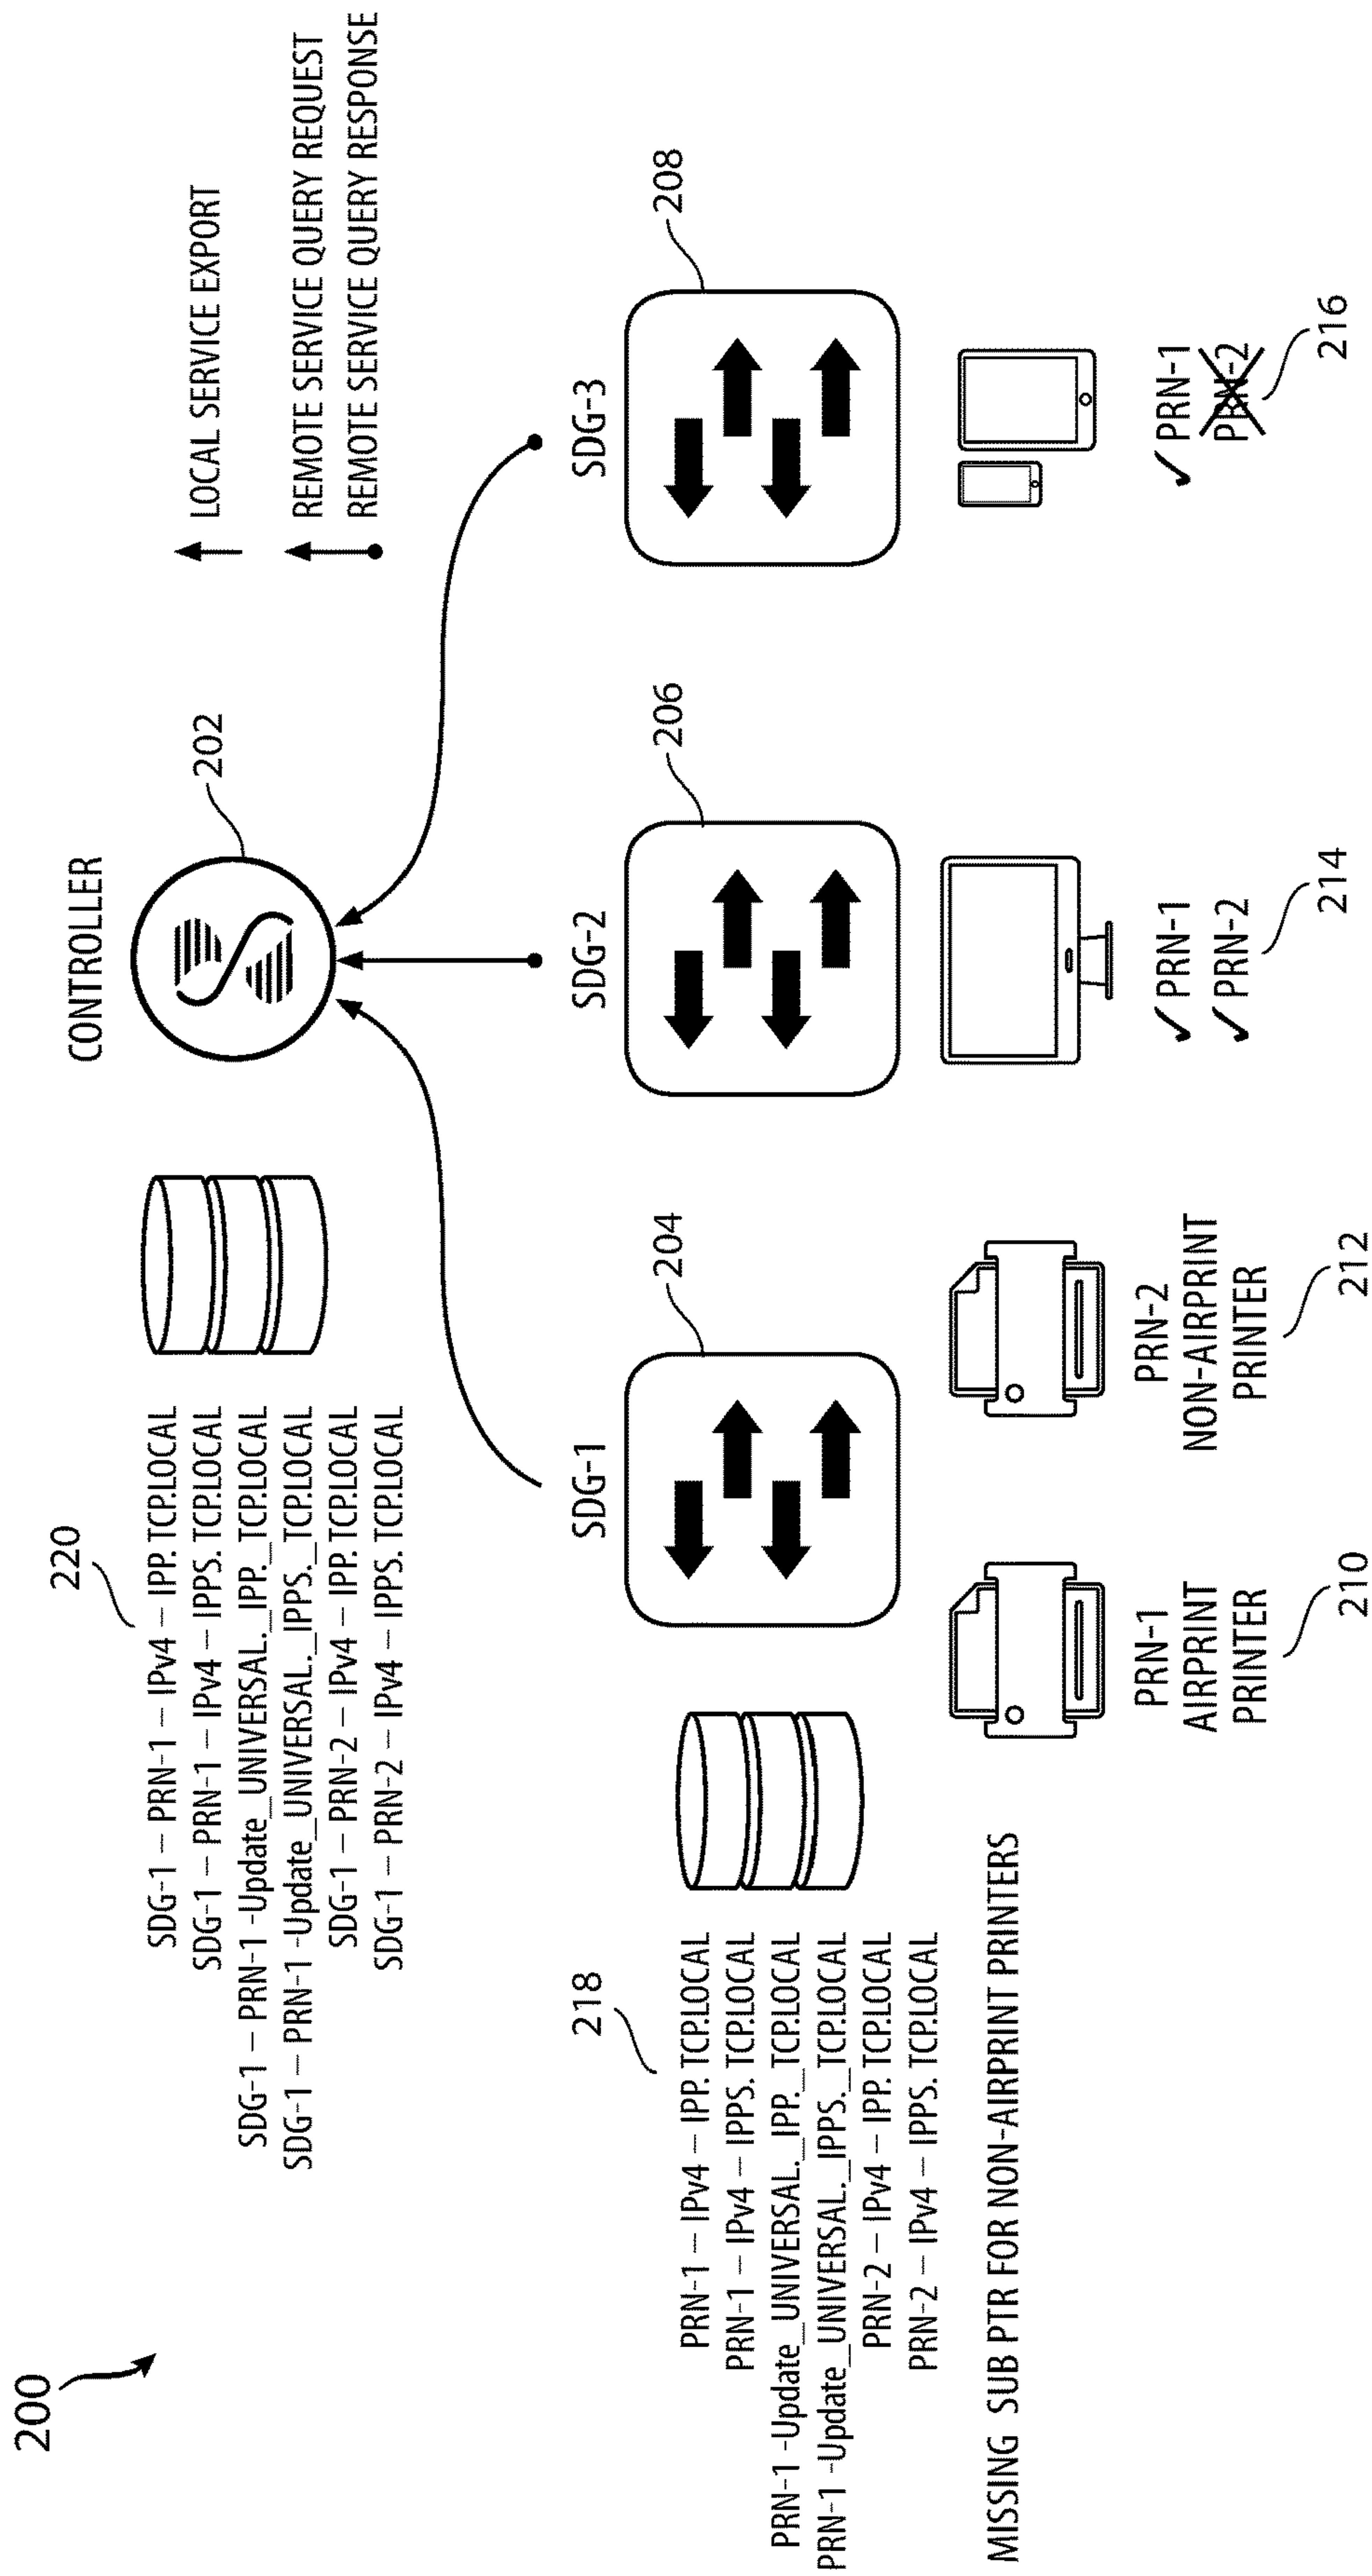 200
220
SDG-1 – PRN-1 – IPv4 – IPP. TCP.LOCAL
SDG-1 – PRN-1 – IPv4 – IPPS. TCP.LOCAL
SDG-1 – PRN-1 -Update_UNIVERSAL._IPP._TCP.LOCAL
SDG-1 – PRN-1 -Update_UNIVERSAL._IPPS._TCP.LOCAL
SDG-1 – PRN-2 – IPv4 – IPP. TCP.LOCAL
SDG-1 – PRN-2 – IPv4 – IPPS. TCP.LOCAL
CONTROLLER
202
LOCAL SERVICE EXPORT
REMOTE SERVICE QUERY REQUEST
REMOTE SERVICE QUERY RESPONSE
218
PRN-1 – IPv4 – IPP. TCP.LOCAL
PRN-1 – IPv4 – IPPS. TCP.LOCAL
PRN-1 -Update_UNIVERSAL._IPP._TCP.LOCAL
PRN-1 -Update_UNIVERSAL._IPPS._TCP.LOCAL
PRN-2 – IPv4 – IPP. TCP.LOCAL
PRN-2 – IPv4 – IPPS. TCP.LOCAL
MISSING SUB PTR FOR NON-AIRPRINT PRINTERS
SDG-1
204
PRN-1
AIRPRINT
PRINTER
210
PRN-2
NON-AIRPRINT
PRINTER
212
SDG-2
206
✓ PRN-1
✓ PRN-2
214
SDG-3
208
✓ PRN-1
PRN-2
216